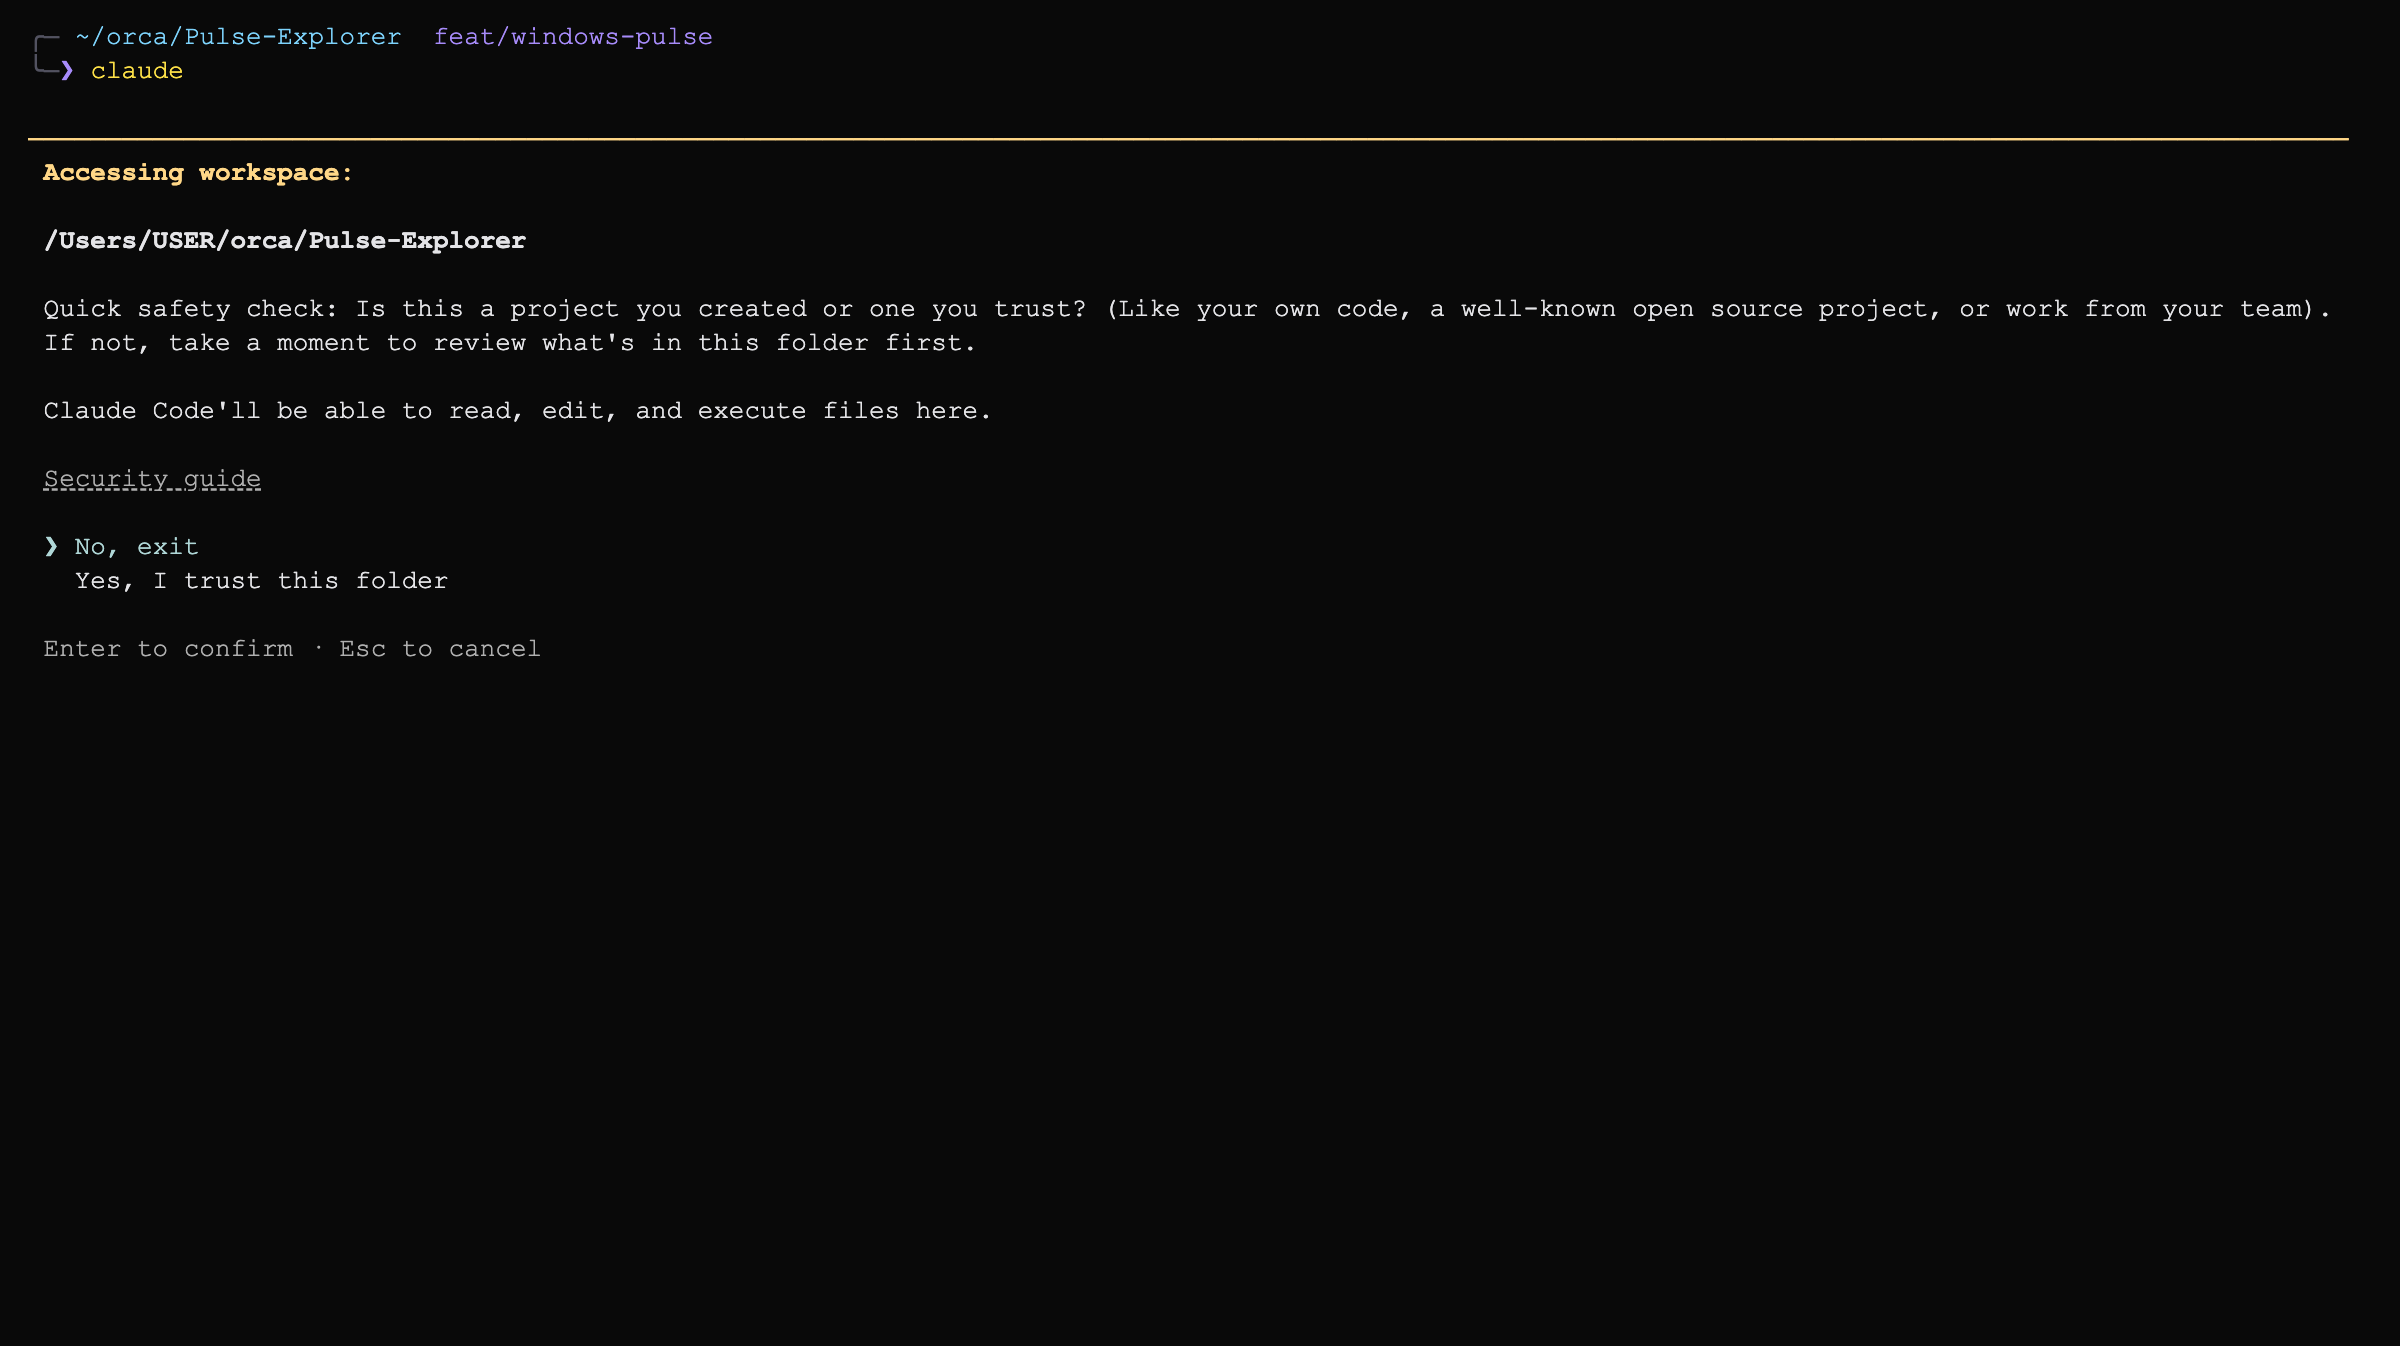 ~/orca/Pulse-Explorer feat/windows-pulse
❯ claude
Accessing workspace:
/Users/USER/orca/Pulse-Explorer
Quick safety check: Is this a project you created or one you trust? (Like your own code, a well-known open source project, or work from your team).
If not, take a moment to review what's in this folder first.
Claude Code'll be able to read, edit, and execute files here.
Security guide
❯ No, exit
Yes, I trust this folder
Enter to confirm · Esc to cancel